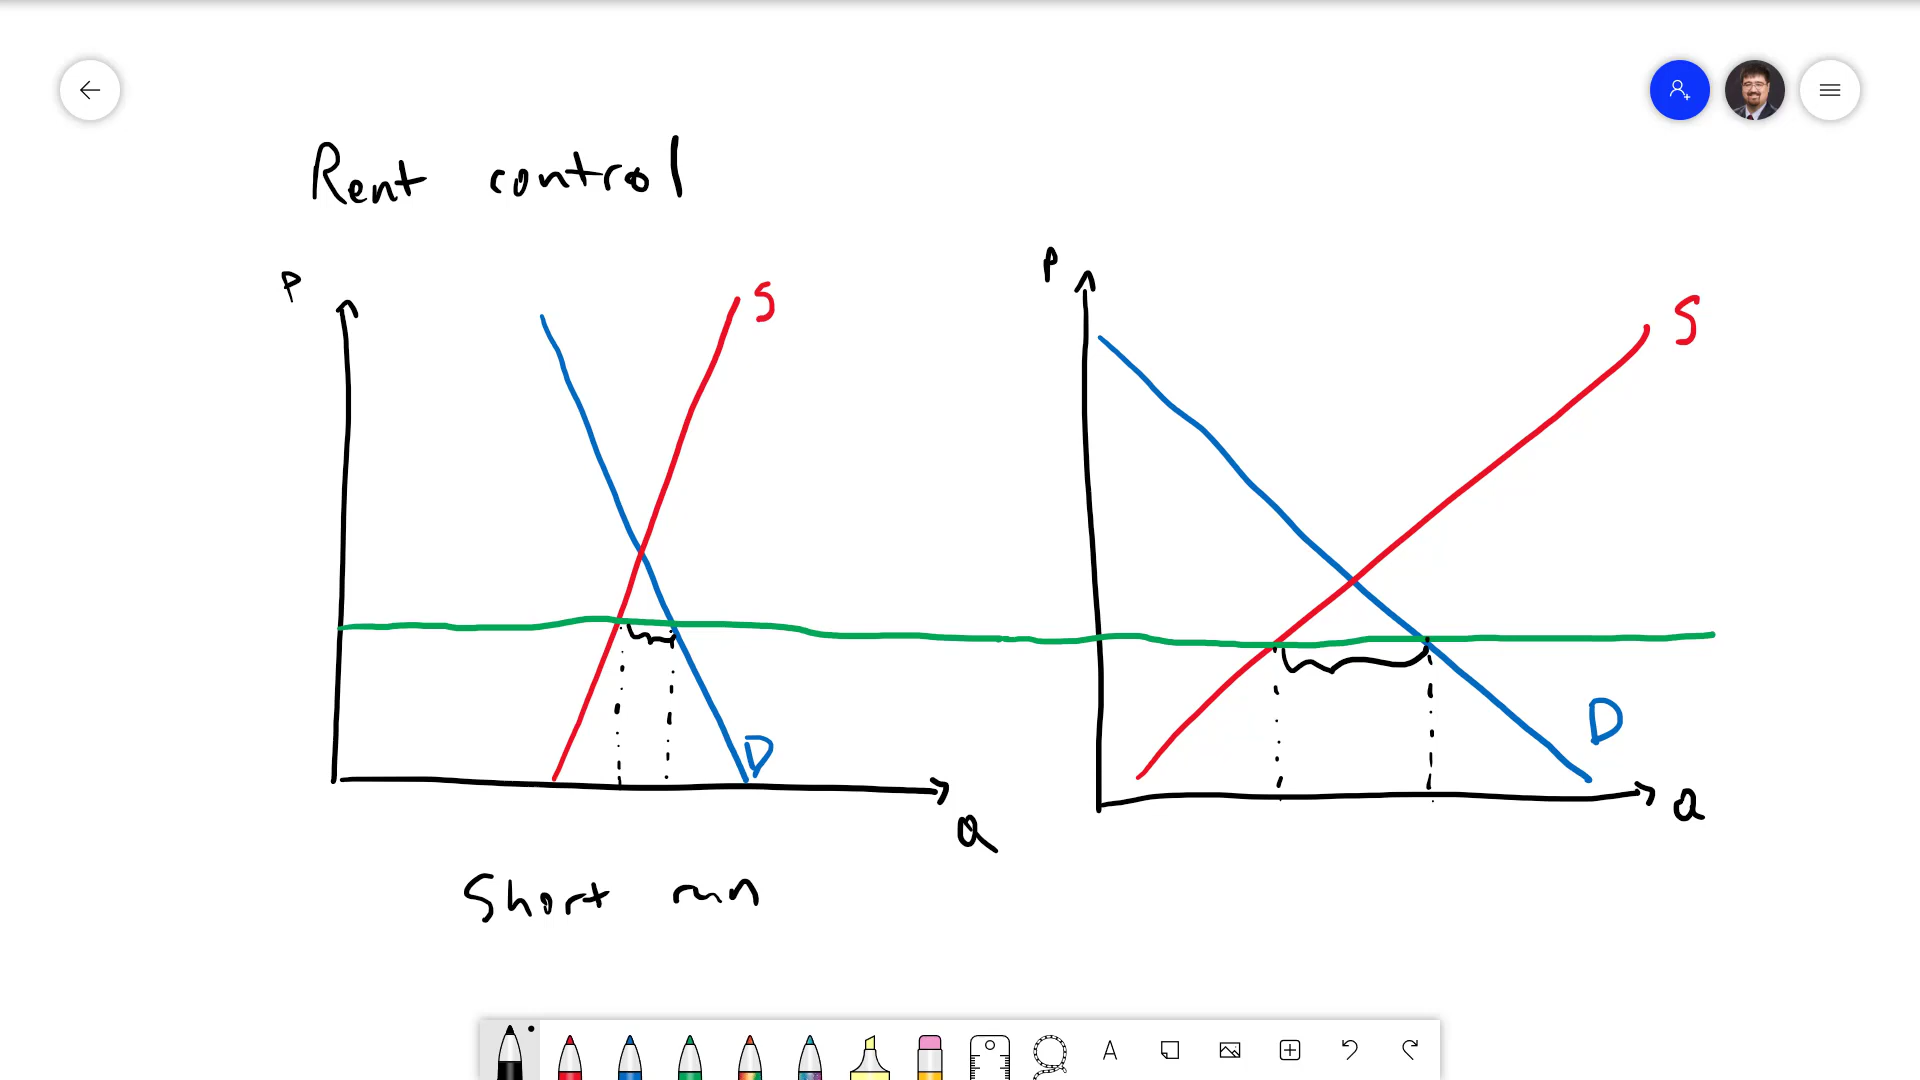 Rent control
P
S
D
Q
P
S
D
Q
Short run
A